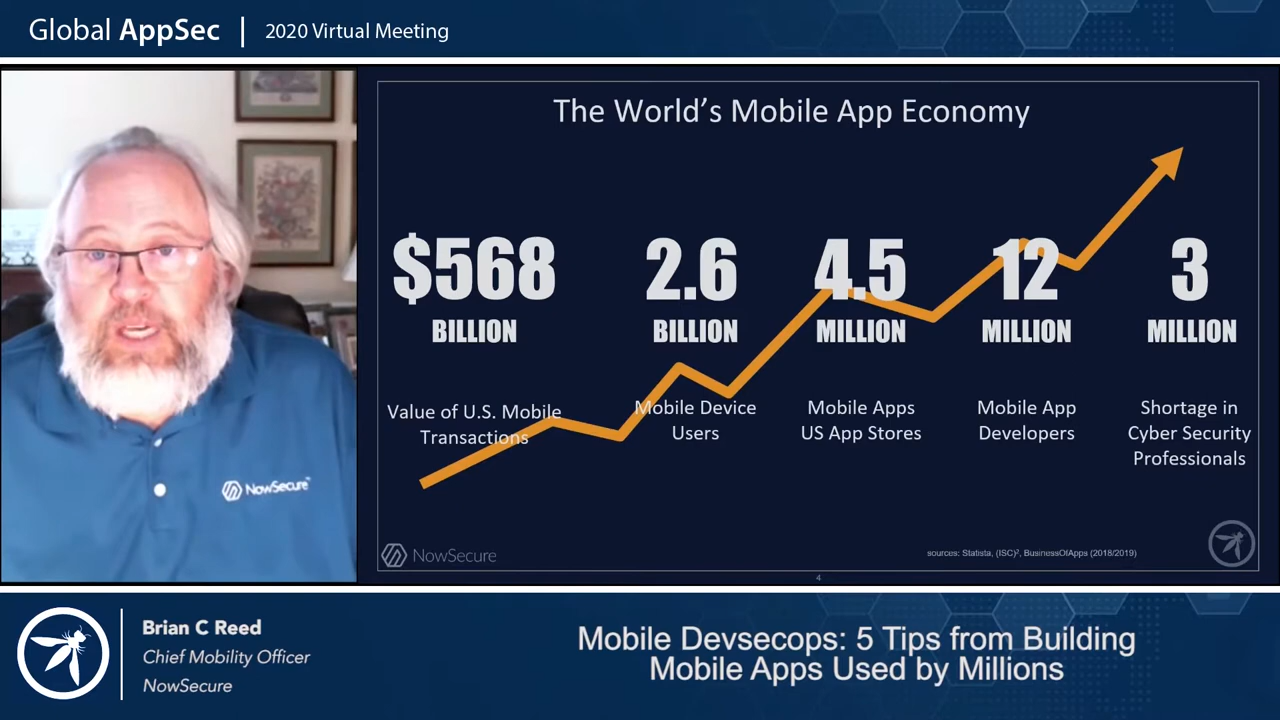 Global AppSec | 2020 Virtual Meeting
The World's Mobile App Economy
$568
BILLION
Value of U.S. Mobile
Transactions
2.6
BILLION
Mobile Device
Users
4.5
MILLION
Mobile Apps
US App Stores
12
MILLION
Mobile App
Developers
3
MILLION
Shortage in
Cyber Security
Professionals
NowSecure™
NowSecure
sources: Statista, (ISC)², BusinessOfApps (2018/2019)
4
Brian C Reed
Chief Mobility Officer
NowSecure
Mobile Devsecops: 5 Tips from Building
Mobile Apps Used by Millions